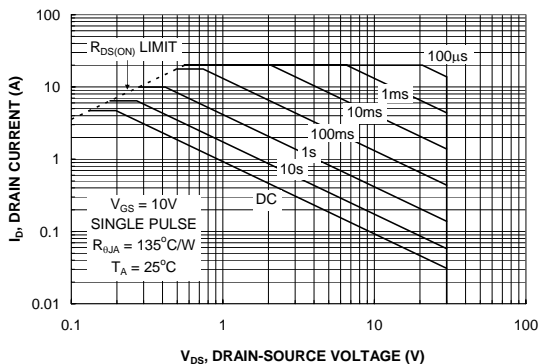 100
10
1
0.1
0.01
I_D, DRAIN CURRENT (A)
R_DS(ON) LIMIT
100μs
1ms
10ms
100ms
1s
10s
DC
V_GS = 10V
SINGLE PULSE
R_θJA = 135°C/W
T_A = 25°C
0.1
1
10
100
V_DS, DRAIN-SOURCE VOLTAGE (V)